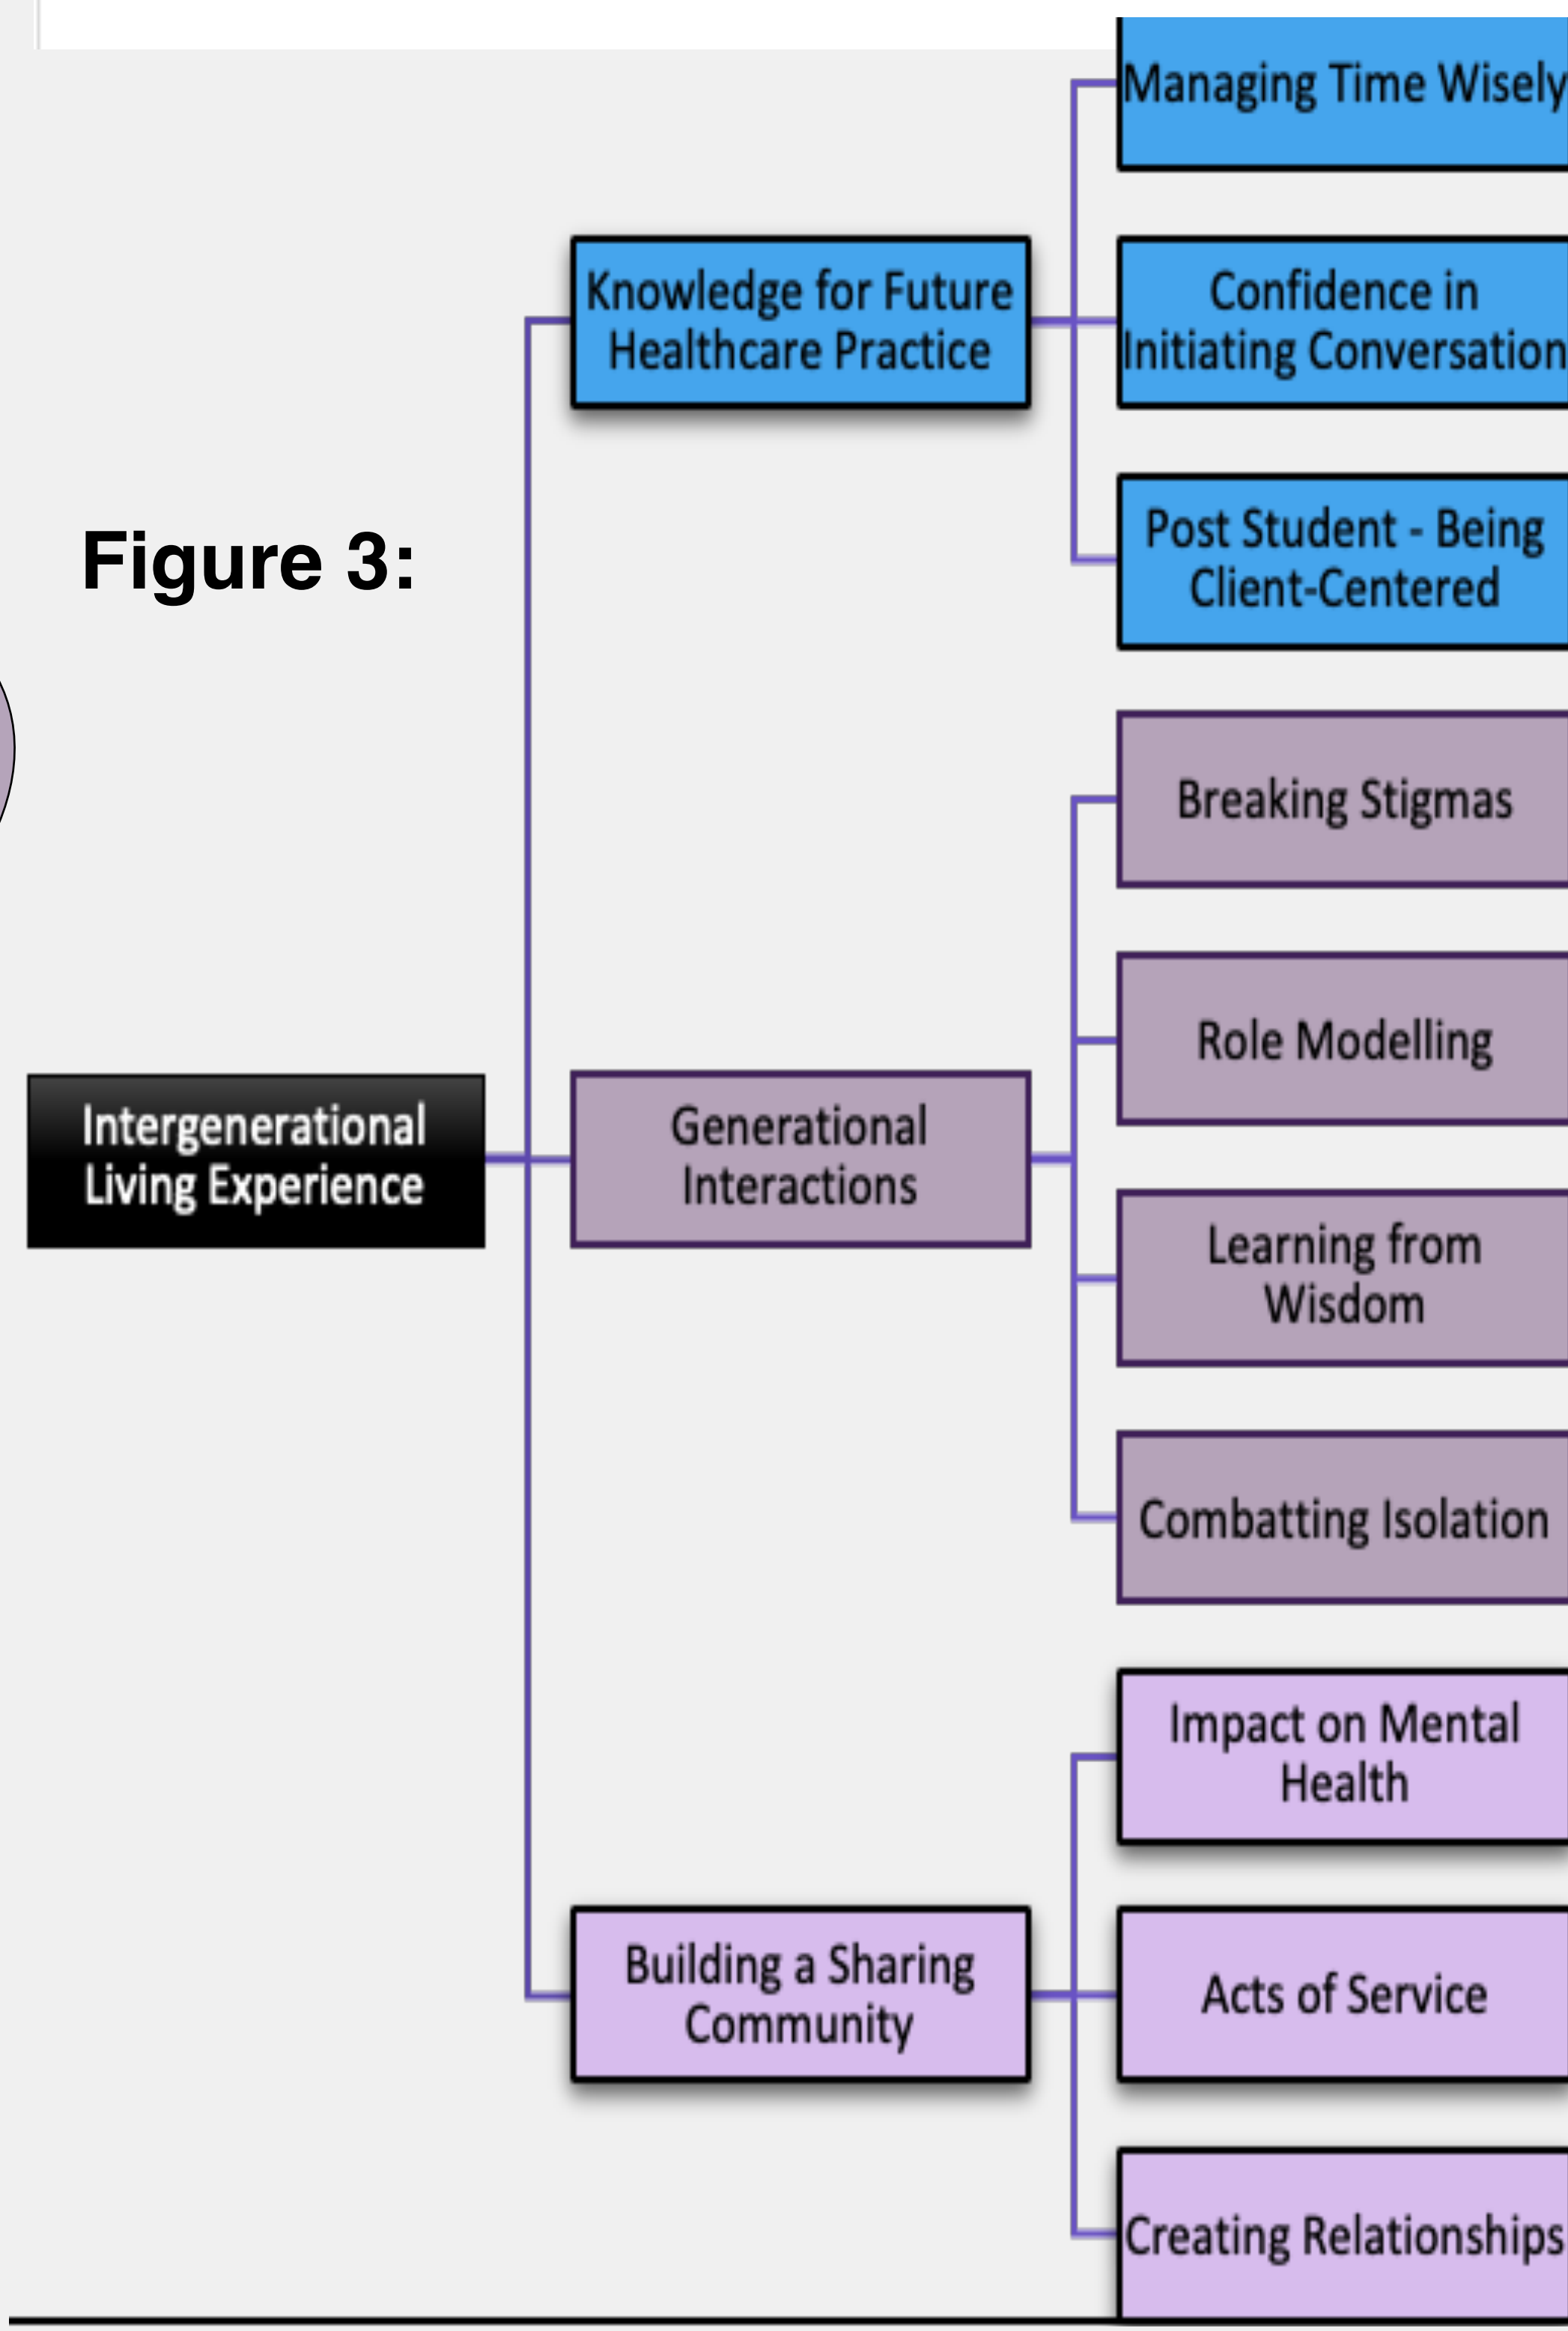 Figure 3:
Intergenerational
Living Experience
Knowledge for Future
Healthcare Practice
Managing Time Wisely
Confidence in
Initiating Conversation
Post Student - Being
Client-Centered
Generational
Interactions
Breaking Stigmas
Role Modelling
Learning from
Wisdom
Combatting Isolation
Building a Sharing
Community
Impact on Mental
Health
Acts of Service
Creating Relationships